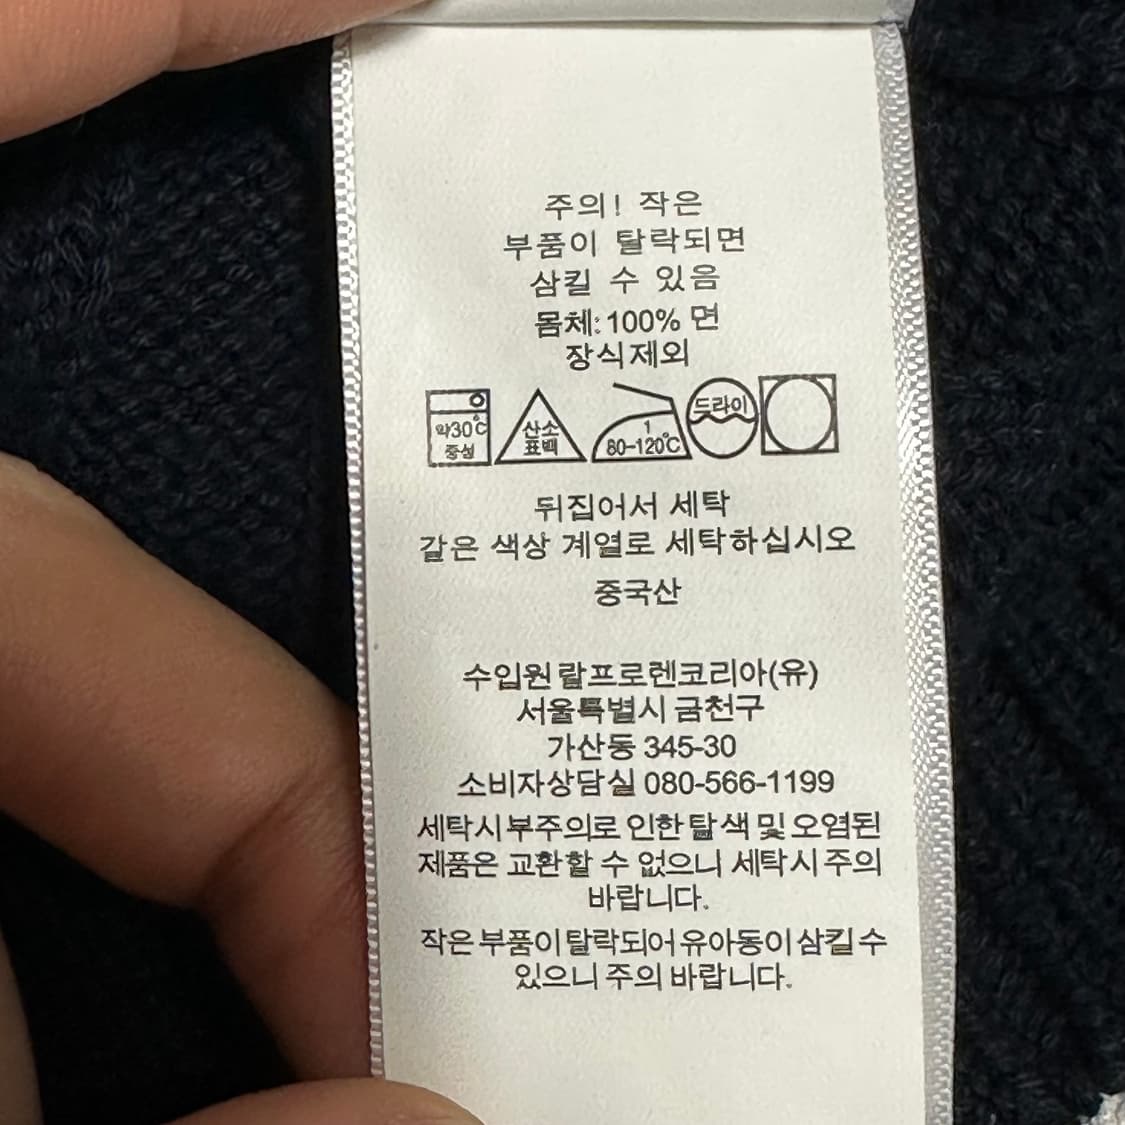 주의! 작은
부품이 탈락되면
삼킬 수 있음
몸체: 100% 면
장식제외
약30℃
중성
산소
표백
1
80-120℃
드라이
뒤집어서 세탁
같은 색상 계열로 세탁하십시오
중국산
수입원 랄프로렌코리아(유)
서울특별시 금천구
가산동 345-30
소비자상담실 080-566-1199
세탁시 부주의로 인한 탈색 및 오염된
제품은 교환할 수 없으니 세탁시 주의
바랍니다.
작은 부품이 탈락되어 유아동이 삼킬 수
있으니 주의 바랍니다.